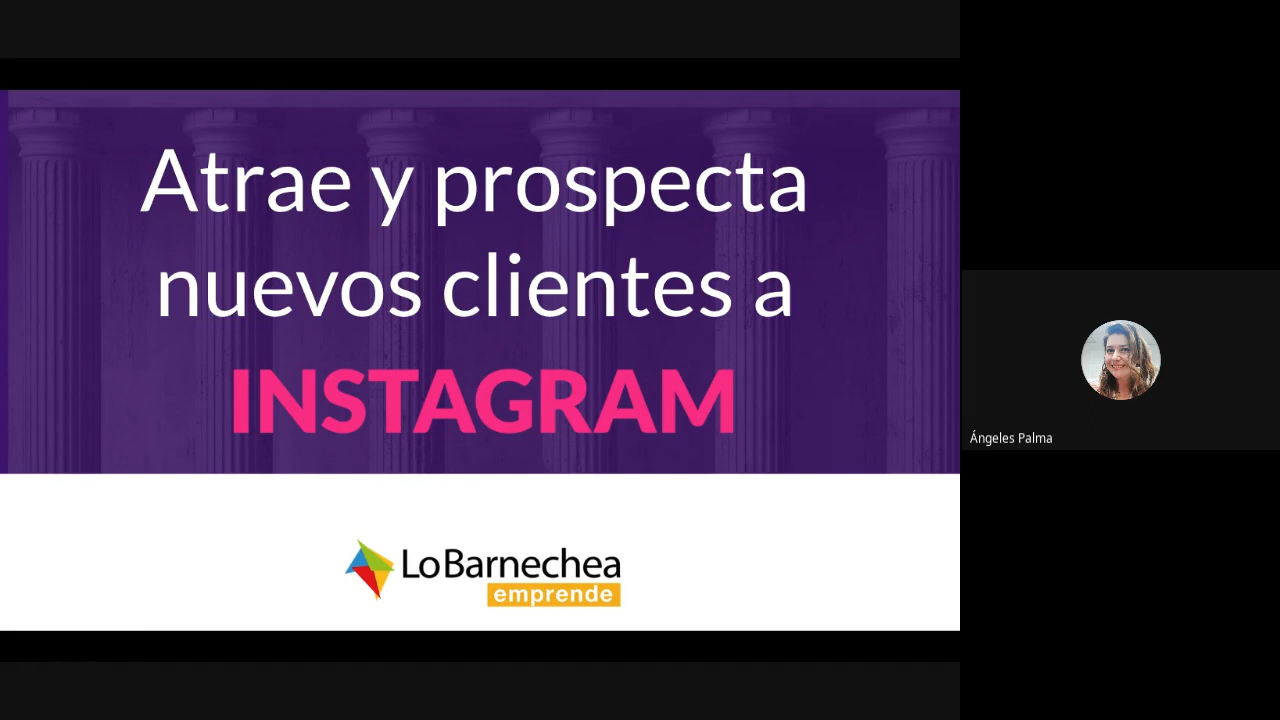 Atrae y prospecta
nuevos clientes a
INSTAGRAM
LoBarnechea
emprende
Ángeles Palma